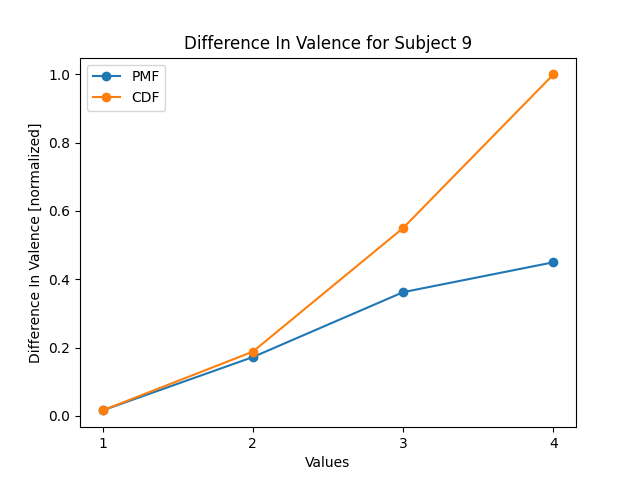 Difference In Valence for Subject 9
PMF
CDF
Difference In Valence [normalized]
1.0
0.8
0.6
0.4
0.2
0.0
1 2 3 4
Values